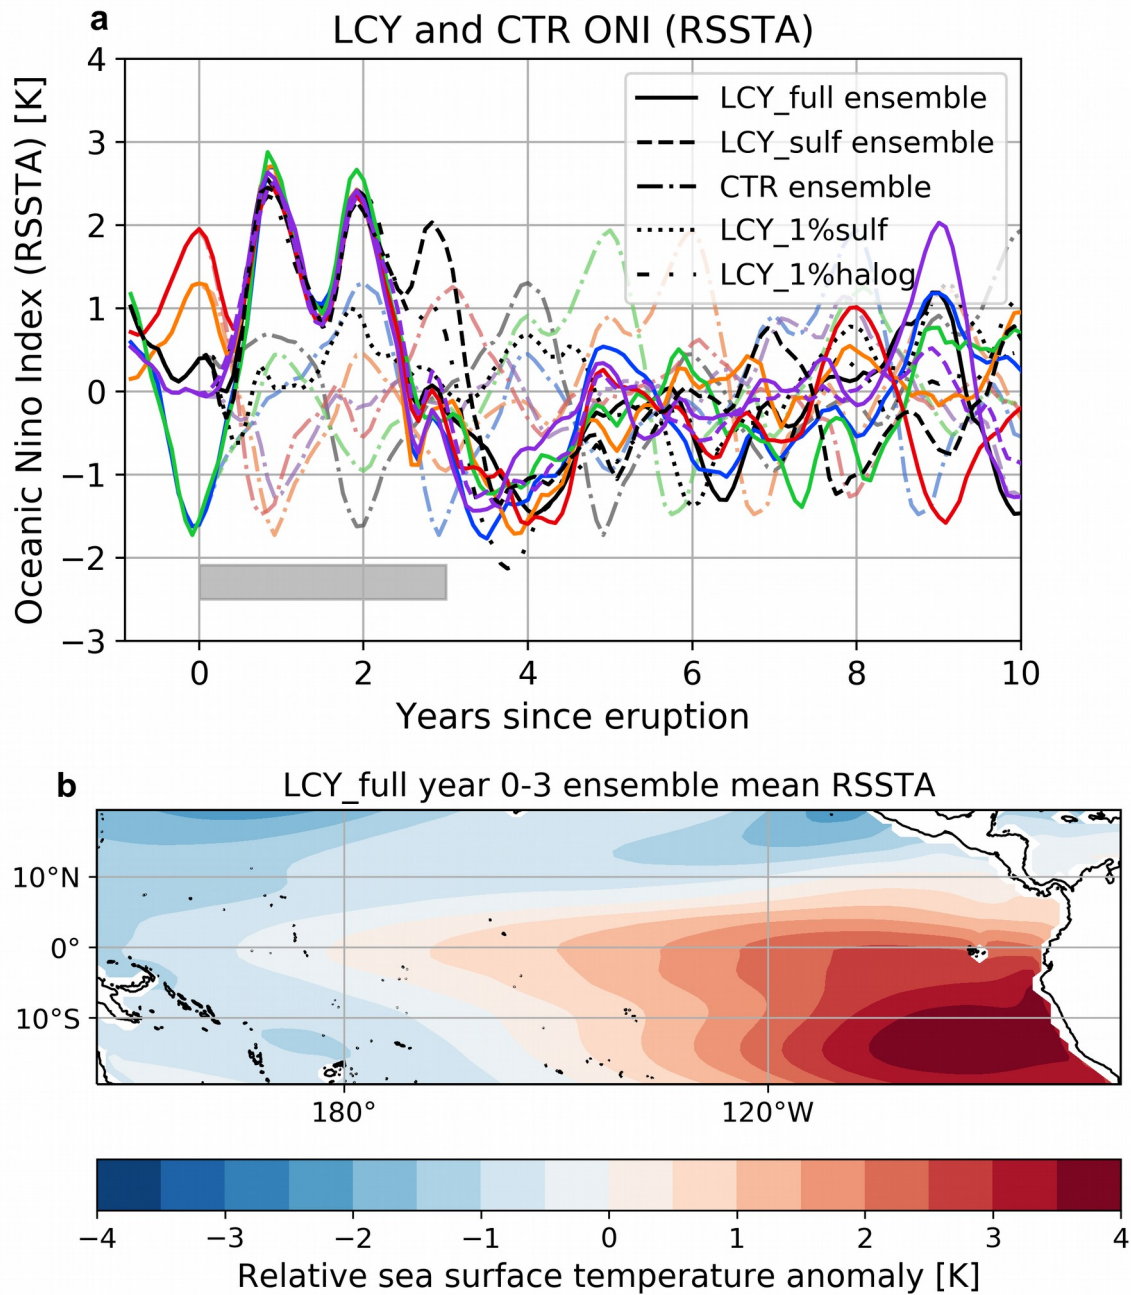 a
LCY and CTR ONI (RSSTA)
Oceanic Nino Index (RSSTA) [K]
4
3
2
1
0
−1
−2
−3
LCY_full ensemble
LCY_sulf ensemble
CTR ensemble
LCY_1%sulf
LCY_1%halog
0 2 4 6 8 10
Years since eruption
b
LCY_full year 0-3 ensemble mean RSSTA
10°N
0°
10°S
180° 120°W
−4 −3 −2 −1 0 1 2 3 4
Relative sea surface temperature anomaly [K]